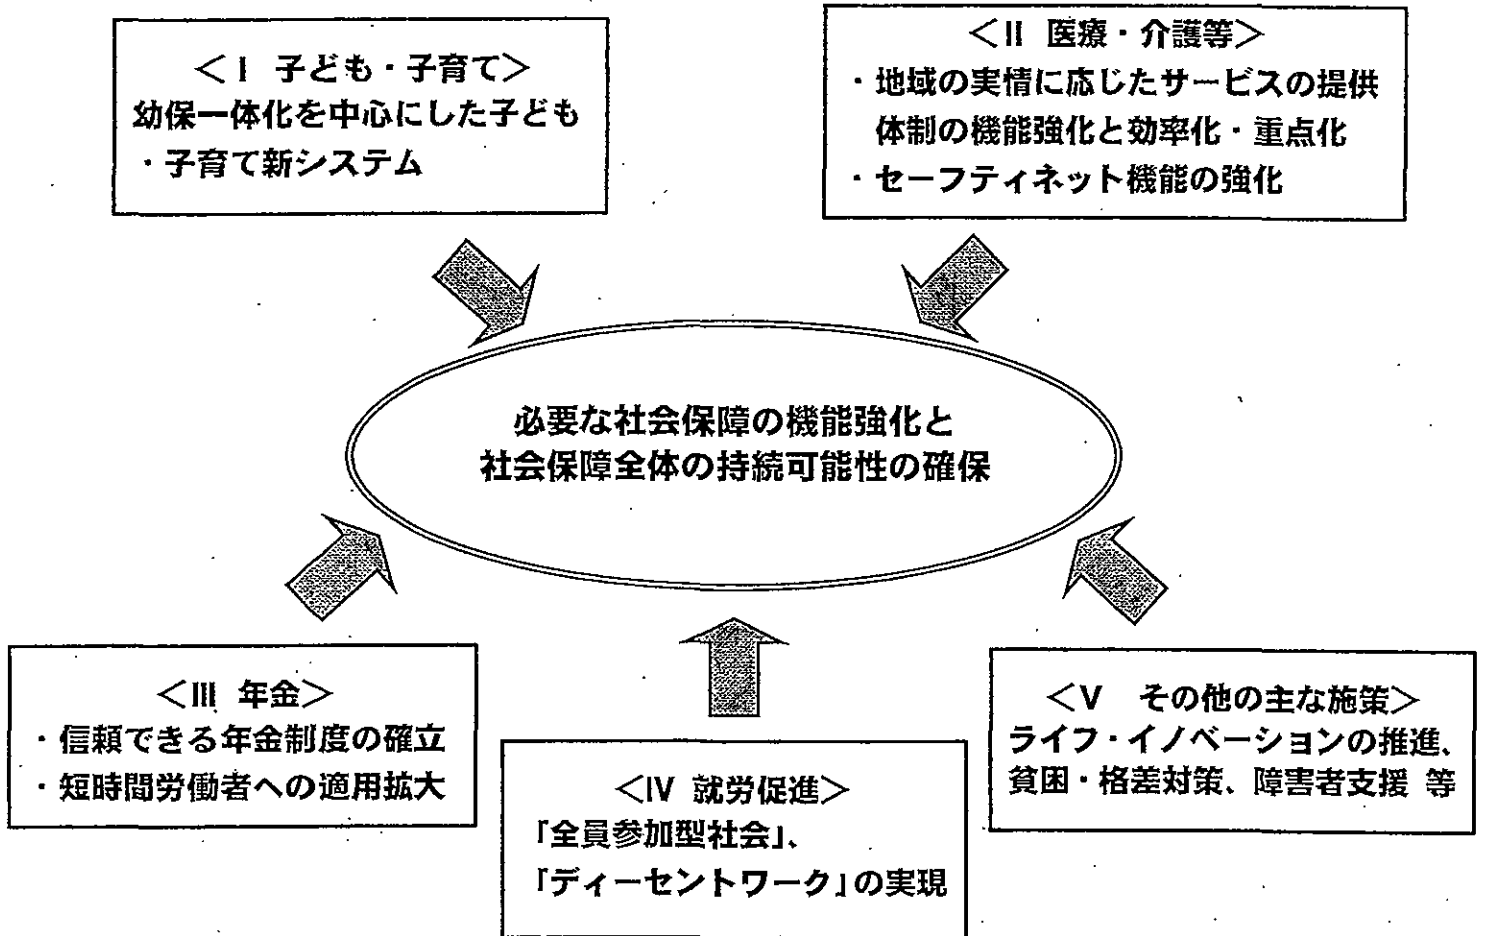 ＜Ⅰ 子ども・子育て＞
幼保一体化を中心にした子ども
・子育て新システム
＜Ⅱ 医療・介護等＞
・地域の実情に応じたサービスの提供
体制の機能強化と効率化・重点化
・セーフティネット機能の強化
必要な社会保障の機能強化と
社会保障全体の持続可能性の確保
＜Ⅲ 年金＞
・信頼できる年金制度の確立
・短時間労働者への適用拡大
＜Ⅳ 就労促進＞
「全員参加型社会」、
「ディーセントワーク」の実現
＜Ⅴ その他の主な施策＞
ライフ・イノベーションの推進、
貧困・格差対策、障害者支援 等